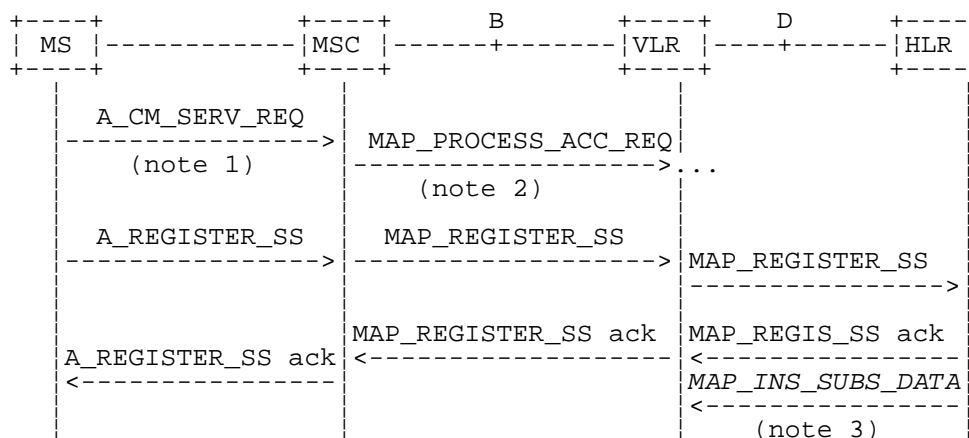 B D
MS MSC VLR HLR
A_CM_SERV_REQ
MAP_PROCESS_ACC_REQ
(note 1)
...
(note 2)
A_REGISTER_SS MAP_REGISTER_SS
MAP_REGISTER_SS
MAP_REGISTER_SS ack MAP_REGIS_SS ack
A_REGISTER_SS ack
MAP_INS_SUBS_DATA
(note 3)